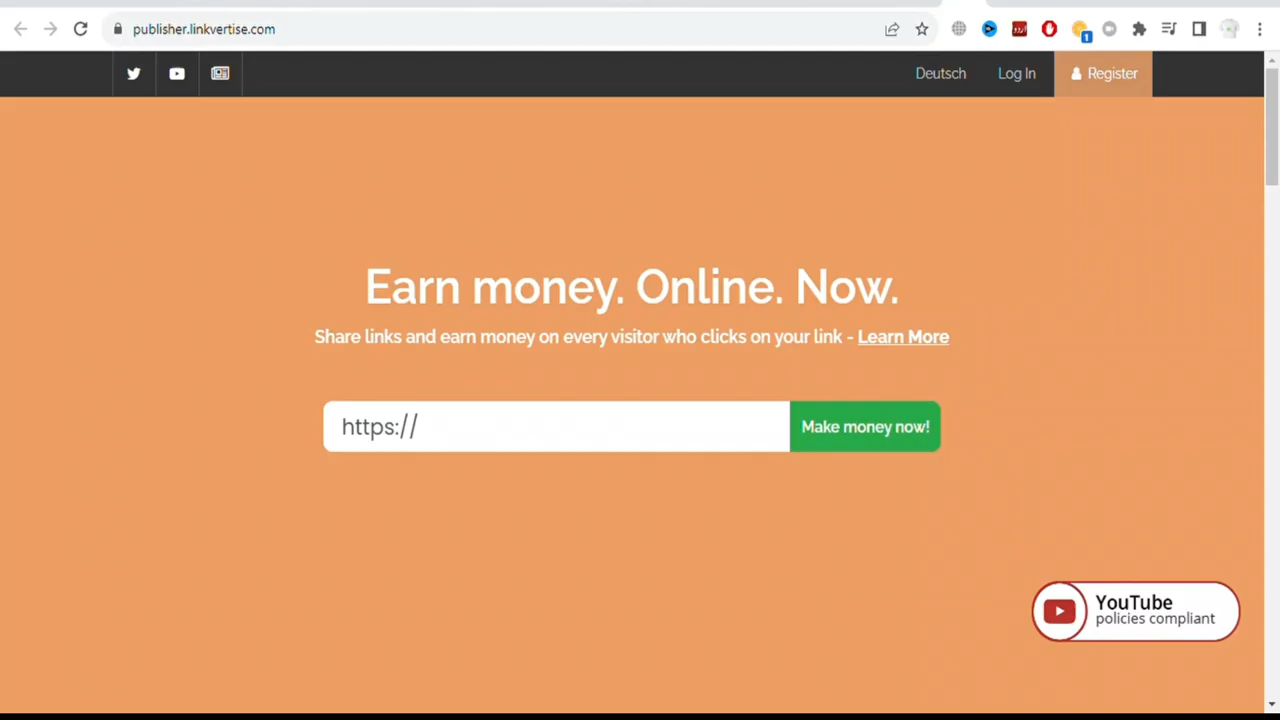 publisher.linkvertise.com
1
Deutsch Log In Register
Earn money. Online. Now.
Share links and earn money on every visitor who clicks on your link - Learn More
https:// Make money now!
YouTube
policies compliant